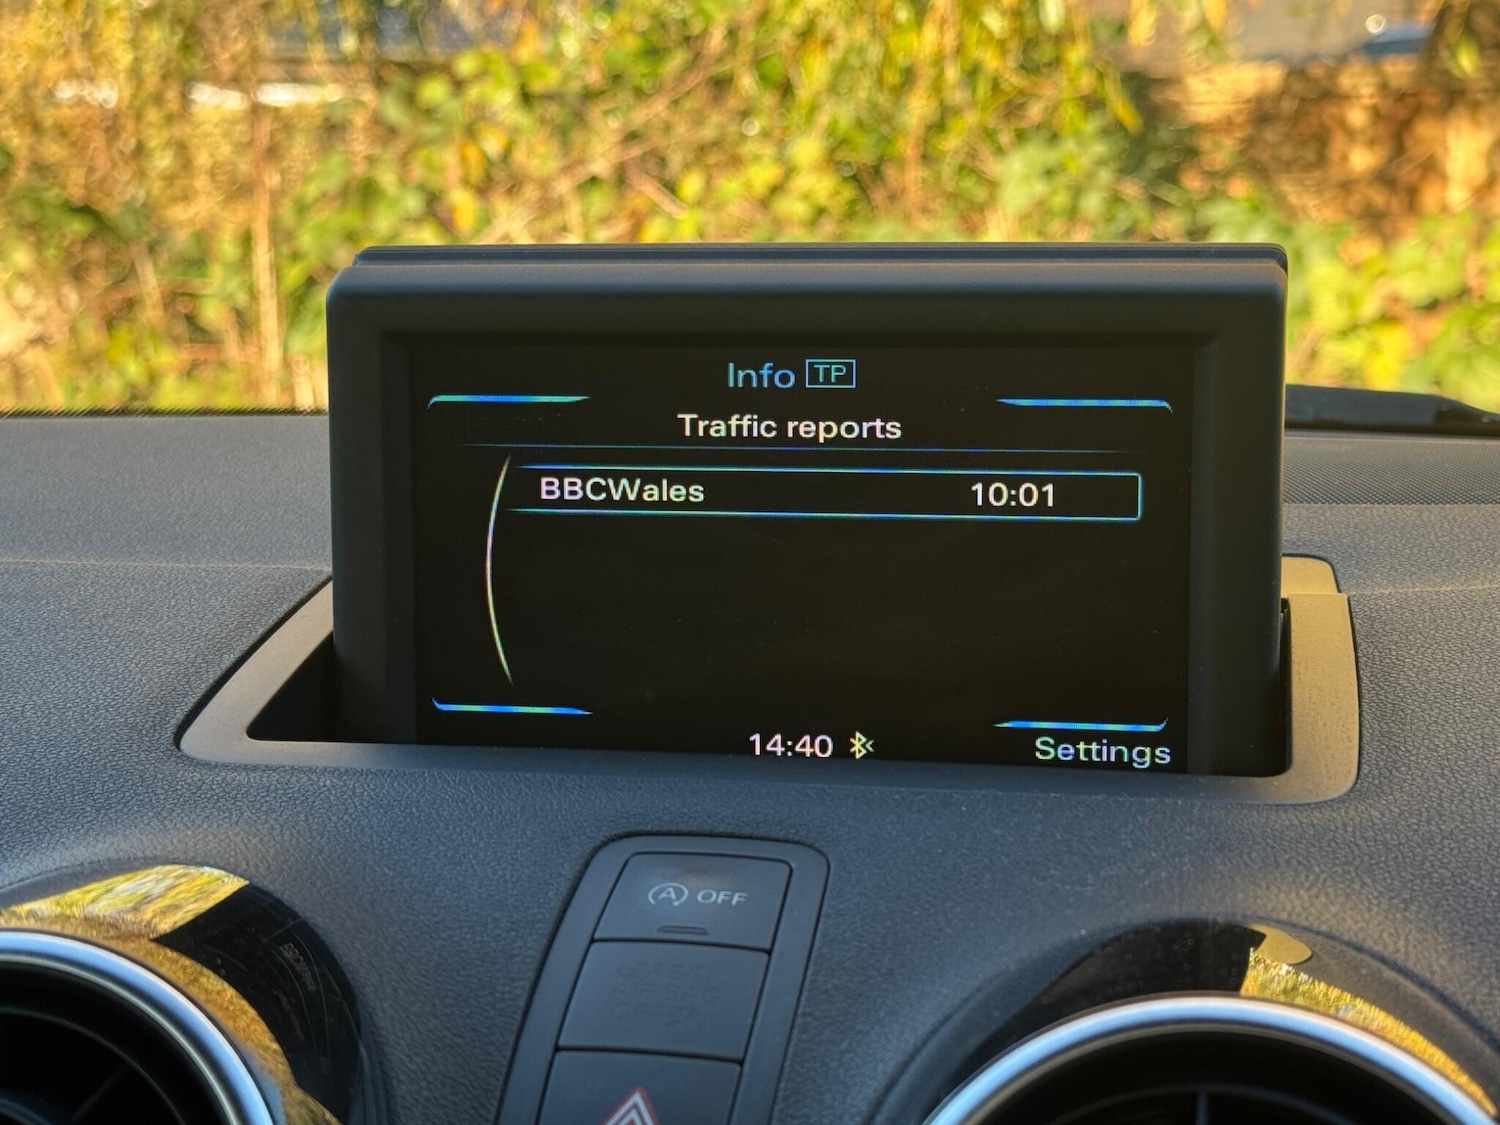 Info TP
Traffic reports
BBCWales 10:01
14:40
Settings
A OFF